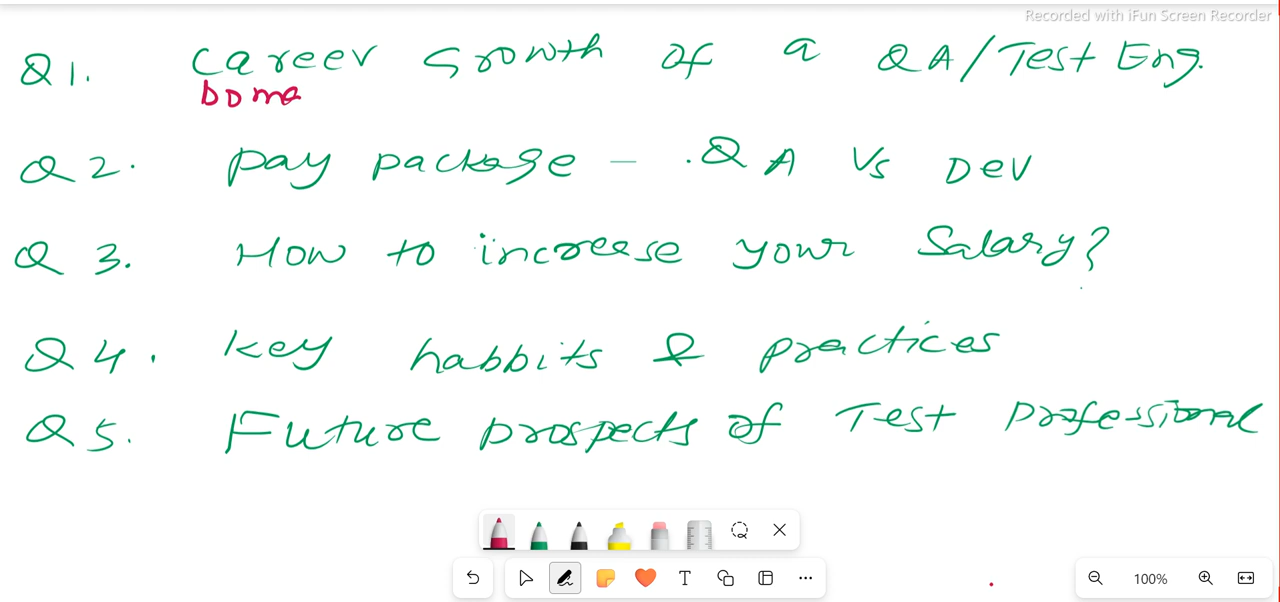 Recorded with iFun Screen Recorder
Q1. Career Growth of a QA/Test Eng.
Doma
Q2. Pay package - QA Vs Dev
Q3. How to increase your Salary?
Q4. Key habbits & practices
Q5. Future prospects of Test Professional
T
100%